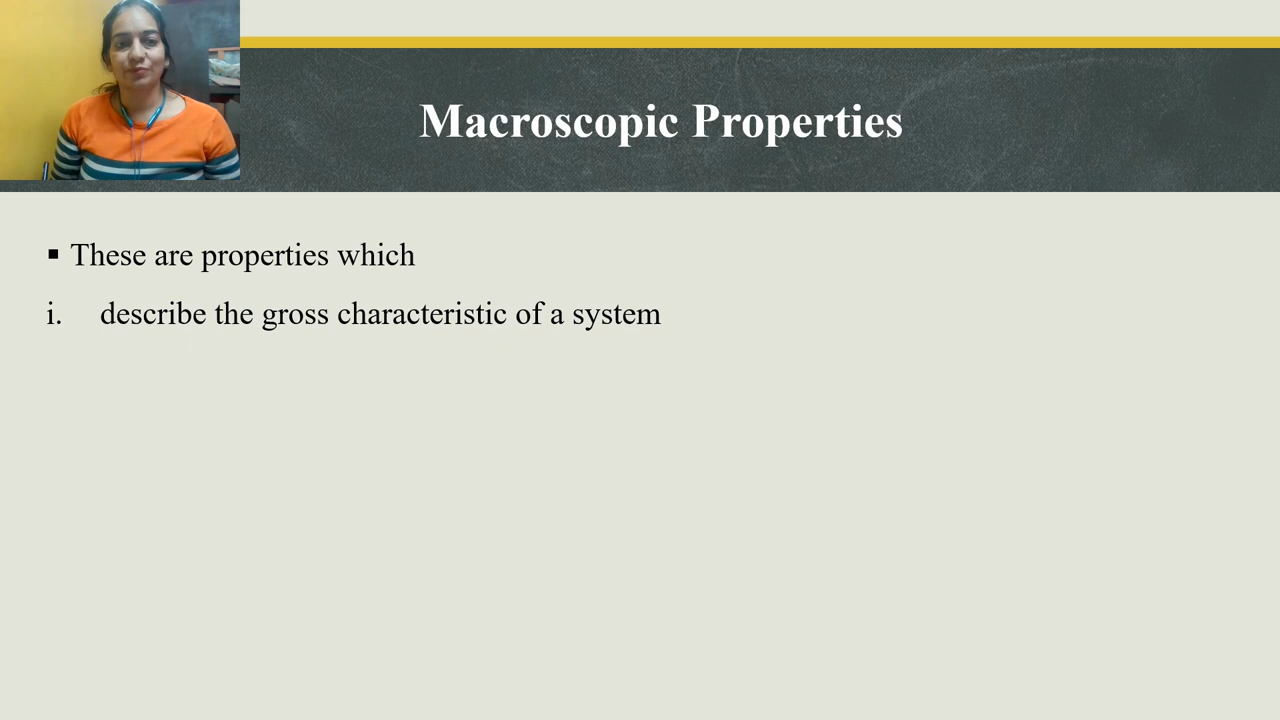 Macroscopic Properties
▪ These are properties which
i. describe the gross characteristic of a system